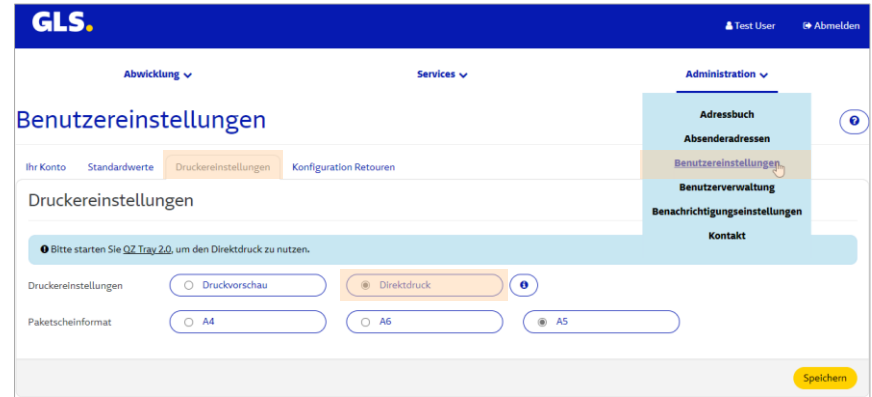 GLS.
Test User Abmelden
Abwicklung Services Administration
Adressbuch
Absenderadressen
Benutzereinstellungen
Benutzerverwaltung
Benachrichtigungseinstellungen
Kontakt
Benutzereinstellungen
Ihr Konto Standardwerte Druckereinstellungen Konfiguration Retouren
Druckereinstellungen
Bitte starten Sie QZ Tray 2.0, um den Direktdruck zu nutzen.
Druckereinstellungen Druckvorschau Direktdruck
Paketscheinformat A4 A6 A5
Speichern